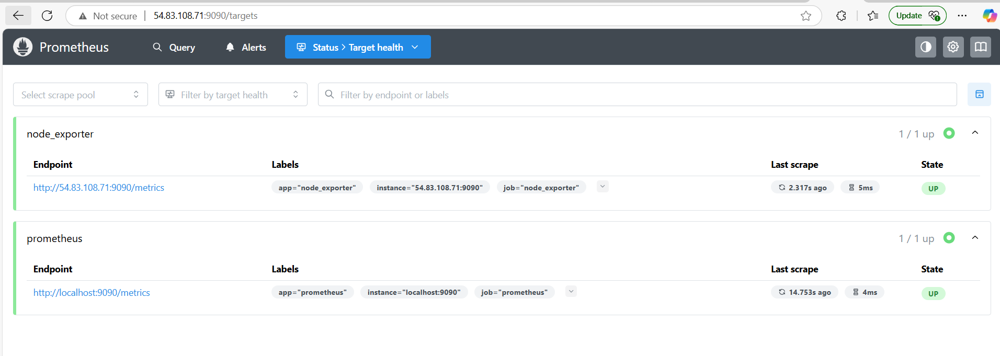 Not secure 54.83.108.71:9090/targets Update
Prometheus Query Alerts Status > Target health
Select scrape pool Filter by target health Filter by endpoint or labels
node_exporter 1 / 1 up
Endpoint Labels Last scrape State
http://54.83.108.71:9090/metrics app="node_exporter" instance="54.83.108.71:9090" job="node_exporter" 2.317s ago 5ms UP
prometheus 1 / 1 up
Endpoint Labels Last scrape State
http://localhost:9090/metrics app="prometheus" instance="localhost:9090" job="prometheus" 14.753s ago 4ms UP